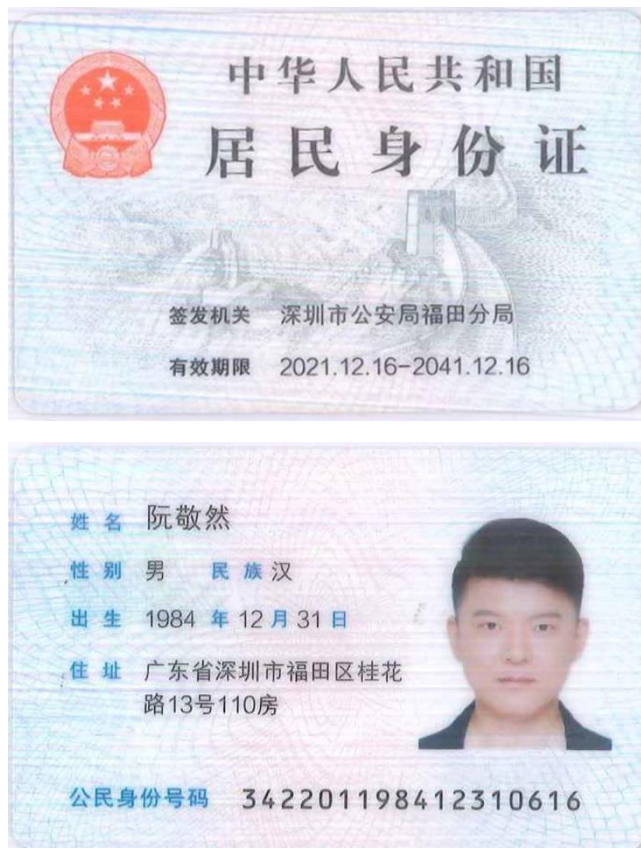 中华人民共和国
居民身份证
签发机关 深圳市公安局福田分局
有效期限 2021.12.16-2041.12.16
姓名 阮敬然
性别 男 民族 汉
出生 1984 年 12 月 31 日
住址 广东省深圳市福田区桂花
路13号110房
公民身份号码 342201198412310616